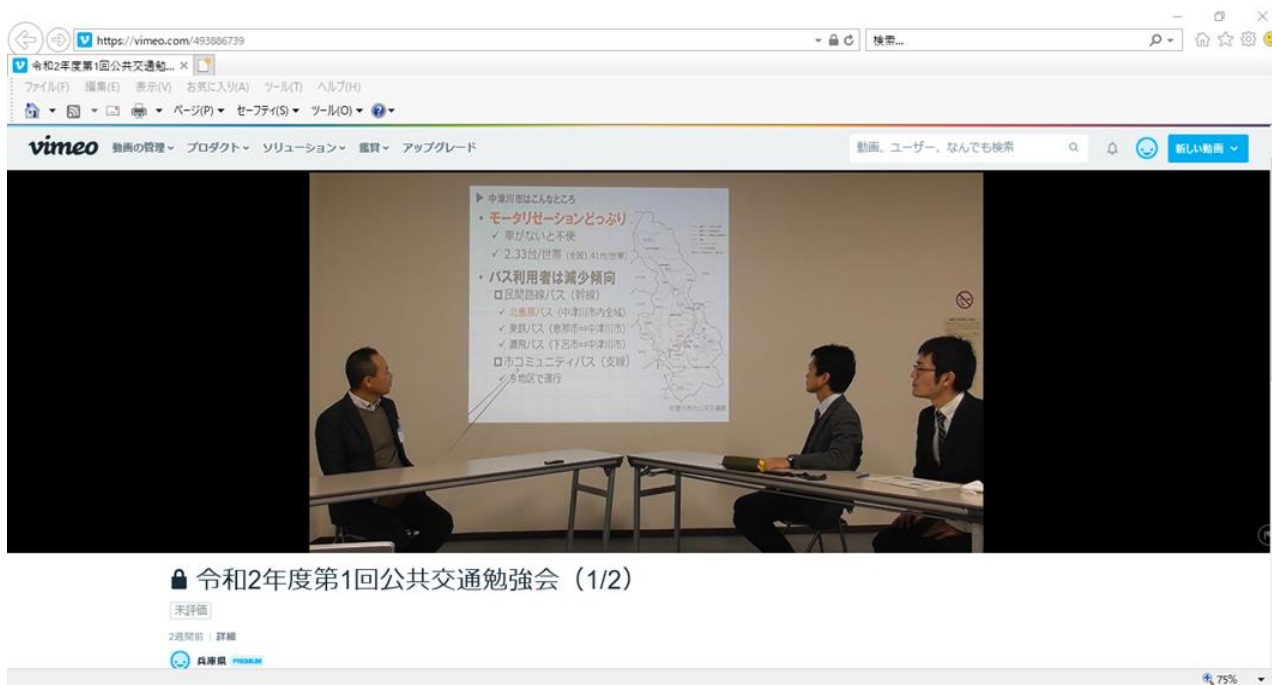 https://vimeo.com/493886739
検索...
令和2年度第1回公共交通勉...
ファイル(F) 編集(E) 表示(V) お気に入り(A) ツール(T) ヘルプ(H)
ページ(P) セーフティ(S) ツール(O)
vimeo 動画の管理 プロダクト ソリューション 鑑賞 アップグレード
動画、ユーザー、なんでも検索
新しい動画
中津川市はこんなところ
・モータリゼーションどっぷり
✓ 車がないと不便
✓ 2.33台/世帯 (全国1.41台/世帯)
・バス利用者は減少傾向
□民間路線バス（幹線）
✓ 北恵那バス（中津川市内全域）
✓ 東鉄バス（恵那市⇔中津川市）
✓ 濃飛バス（下呂市⇔中津川市）
□市コミュニティバス（支線）
✓ 9地区で運行
令和2年度第1回公共交通勉強会（1/2）
未評価
2週間前 | 詳細
兵庫県 PREMIUM
75%